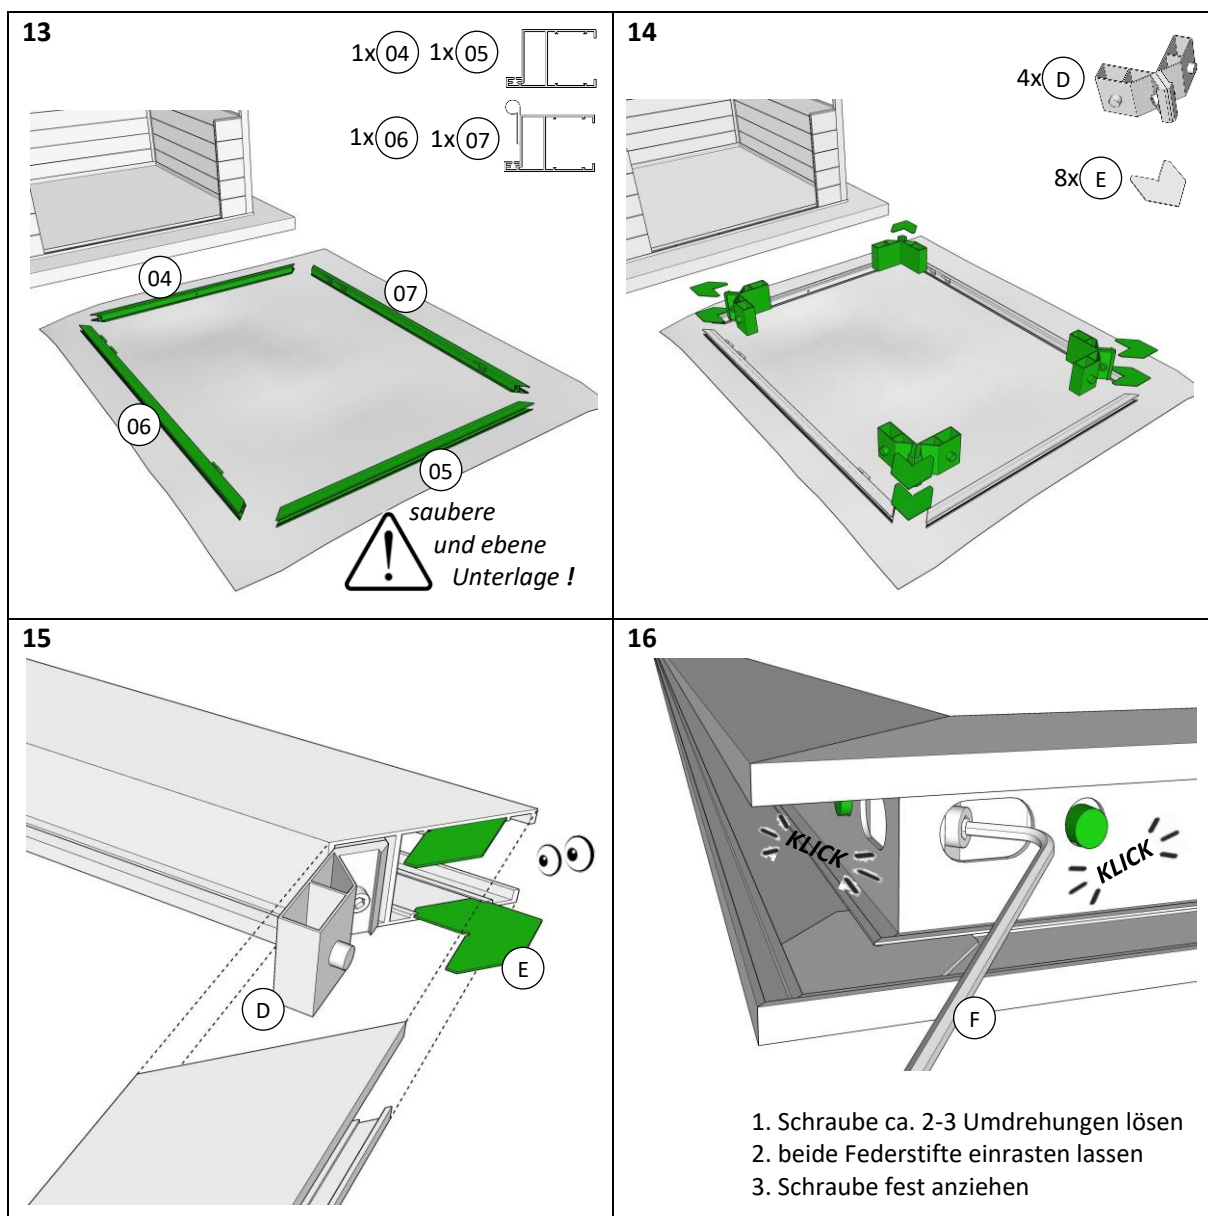 13
1x 04 1x 05
1x 06 1x 07
04
07
06
05
saubere
und ebene
Unterlage !
14
4x D
8x E
15
D
E
16
KLICK
KLICK
F
1. Schraube ca. 2-3 Umdrehungen lösen
2. beide Federstifte einrasten lassen
3. Schraube fest anziehen